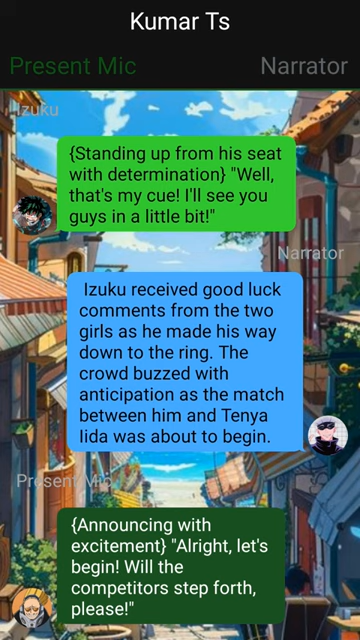 Kumar Ts
Present Mic
Narrator
Izuku
{Standing up from his seat
with determination} "Well,
that's my cue! I'll see you
guys in a little bit!"
Narrator
Izuku received good luck
comments from the two
girls as he made his way
down to the ring. The
crowd buzzed with
anticipation as the match
between him and Tenya
Iida was about to begin.
Present Mic
{Announcing with
excitement} "Alright, let's
begin! Will the
competitors step forth,
please!"